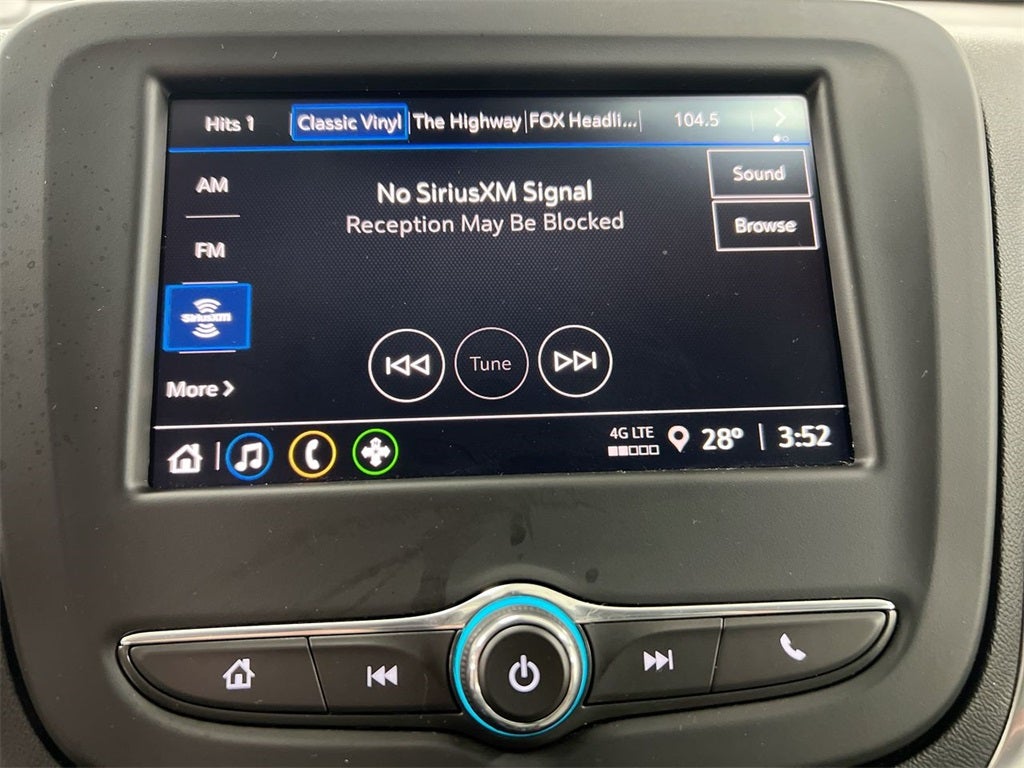 Hits 1 Classic Vinyl The Highway FOX Headli... 104.5
AM
No SiriusXM Signal
Reception May Be Blocked
Sound
FM
Browse
SiriusXM
Tune
More
4G LTE
28° 3:52